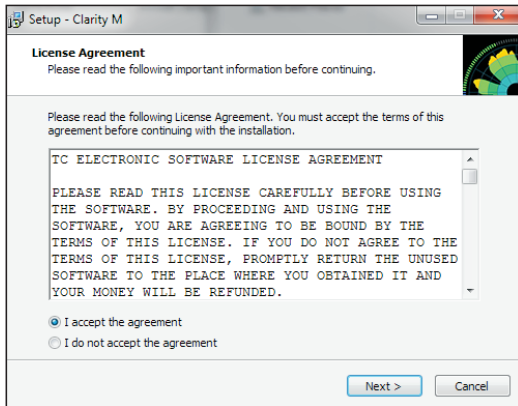 Setup - Clarity M
License Agreement
Please read the following important information before continuing.
Please read the following License Agreement. You must accept the terms of this
agreement before continuing with the installation.
TC ELECTRONIC SOFTWARE LICENSE AGREEMENT
PLEASE READ THIS LICENSE CAREFULLY BEFORE USING
THE SOFTWARE. BY PROCEEDING AND USING THE
SOFTWARE, YOU ARE AGREEING TO BE BOUND BY THE
TERMS OF THIS LICENSE. IF YOU DO NOT AGREE TO THE
TERMS OF THIS LICENSE, PROMPTLY RETURN THE UNUSED
SOFTWARE TO THE PLACE WHERE YOU OBTAINED IT AND
YOUR MONEY WILL BE REFUNDED.
I accept the agreement
I do not accept the agreement
Next >
Cancel